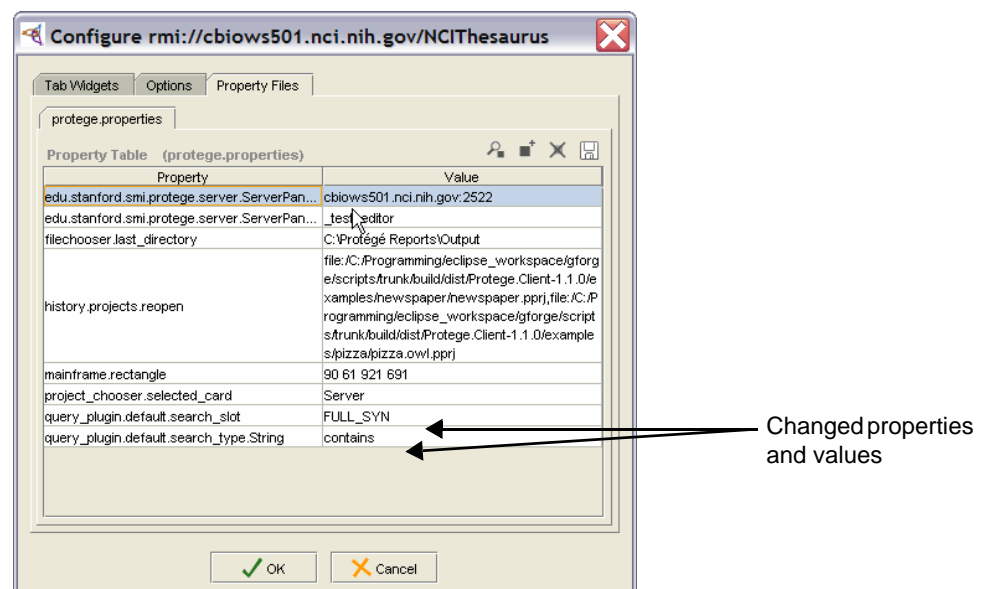 Configure rmi://cbiows501.nci.nih.gov/NCIThesaurus
Tab Widgets Options Property Files
protege.properties
Property Table (protege.properties)
Property Value
edu.stanford.smi.protege.server.ServerPan... cbiows501.nci.nih.gov:2522
edu.stanford.smi.protege.server.ServerPan... _test_editor
filechooser.last_directory C:\Protégé Reports\Output
history.projects.reopen
file:/C:/Programming/eclipse_workspace/gforg
e/scripts/trunk/build/dist/Protege.Client-1.1.0/e
xamples/newspaper/newspaper.pprj,file:/C:/P
rogramming/eclipse_workspace/gforge/script
s/trunk/build/dist/Protege.Client-1.1.0/example
s/pizza/pizza.owl.pprj
mainframe.rectangle 90 61 921 691
project_chooser.selected_card Server
query_plugin.default.search_slot FULL_SYN
query_plugin.default.search_type.String contains
OK Cancel
Changed properties
and values